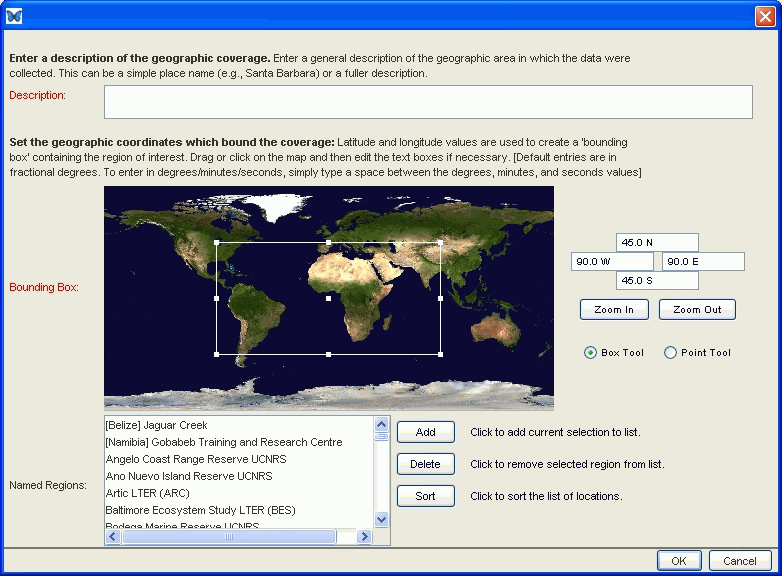 Enter a description of the geographic coverage. Enter a general description of the geographic area in which the data were
collected. This can be a simple place name (e.g., Santa Barbara) or a fuller description.
Description:
Set the geographic coordinates which bound the coverage: Latitude and longitude values are used to create a 'bounding
box' containing the region of interest. Drag or click on the map and then edit the text boxes if necessary. [Default entries are in
fractional degrees. To enter in degrees/minutes/seconds, simply type a space between the degrees, minutes, and seconds values]
Bounding Box:
45.0 N
90.0 W
90.0 E
45.0 S
Zoom In
Zoom Out
Box Tool
Point Tool
Named Regions:
[Belize] Jaguar Creek
[Namibia] Gobabeb Training and Research Centre
Angelo Coast Range Reserve UCNRS
Ano Nuevo Island Reserve UCNRS
Artic LTER (ARC)
Baltimore Ecosystem Study LTER (BES)
Bodega Marine Reserve UCNRS
Add
Click to add current selection to list.
Delete
Click to remove selected region from list.
Sort
Click to sort the list of locations.
OK
Cancel